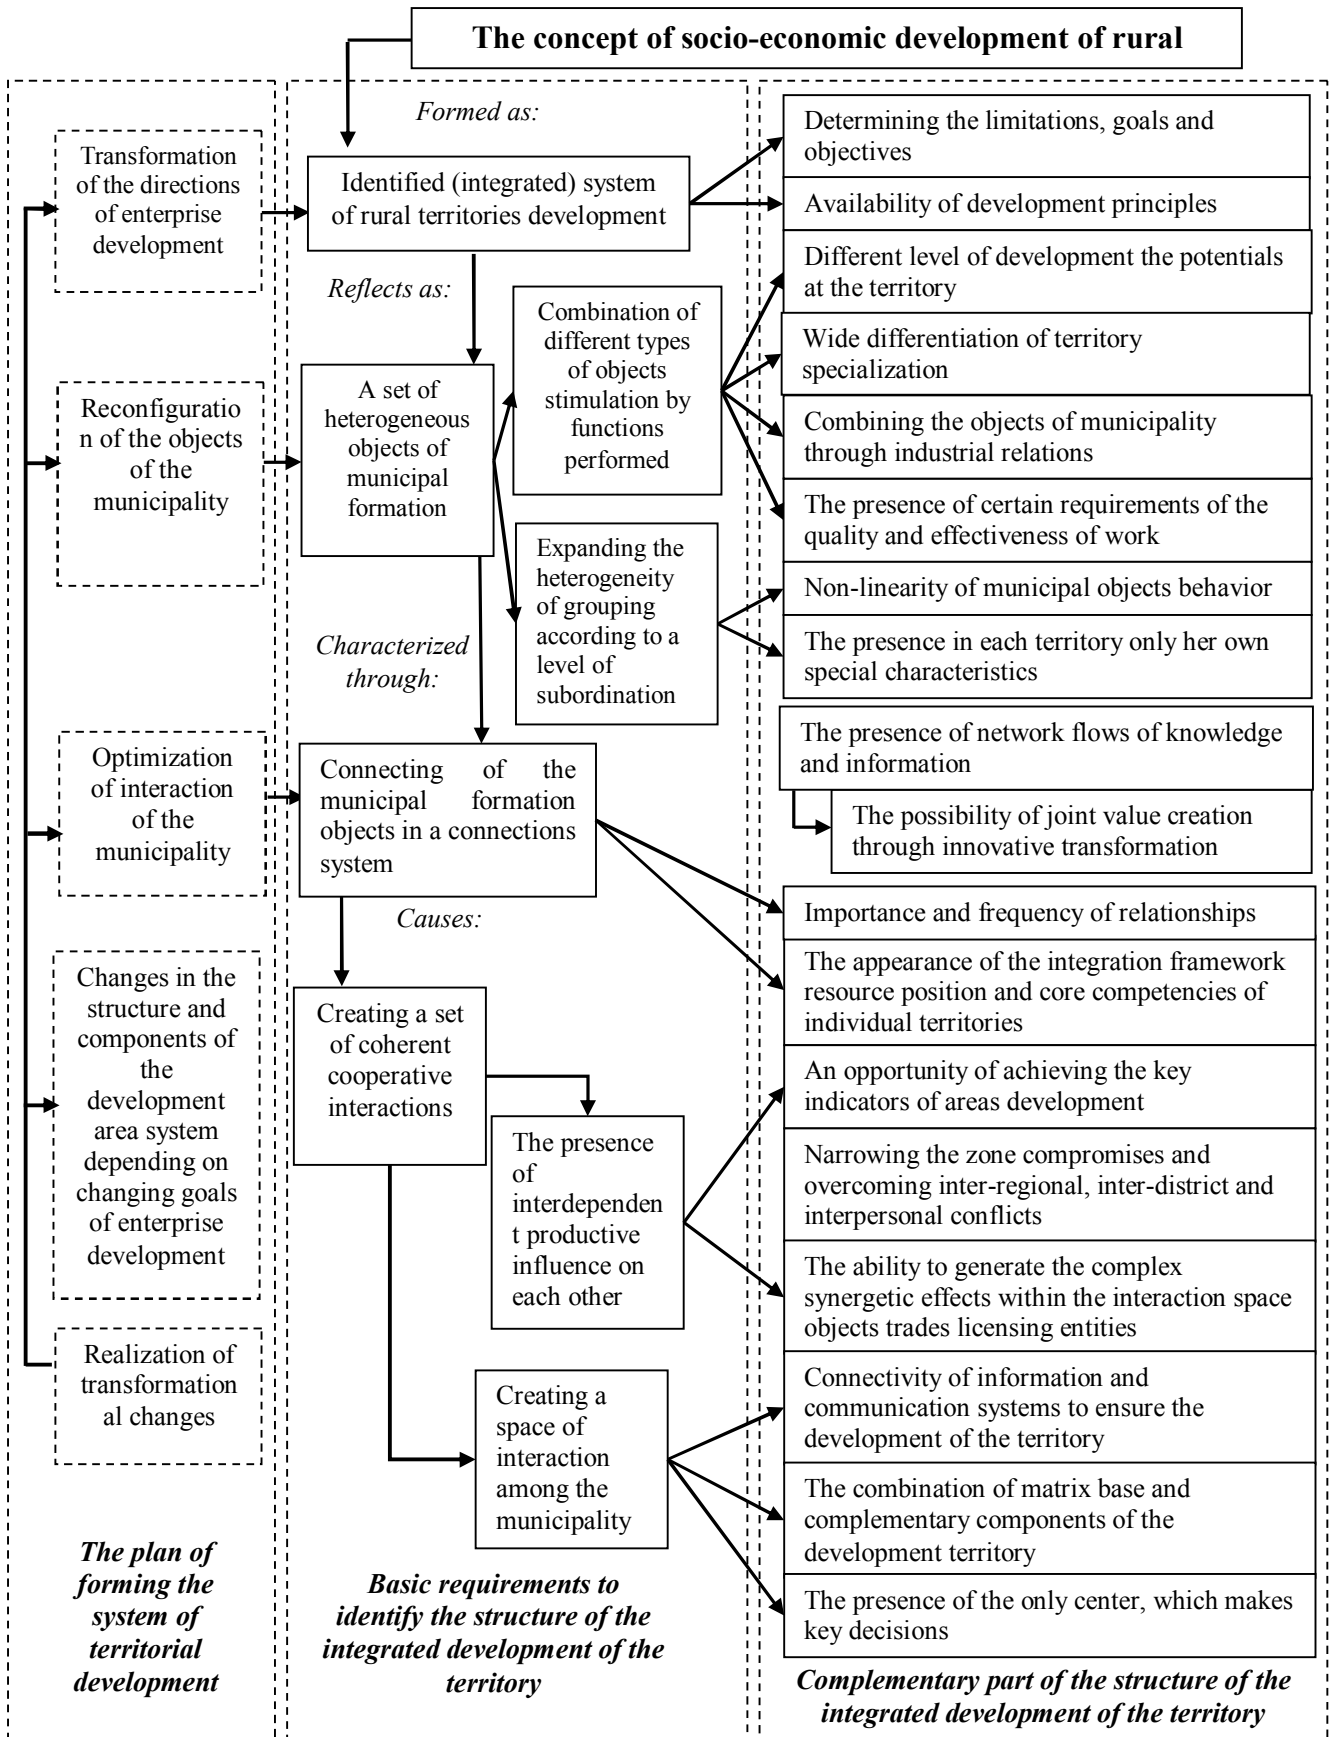 The concept of socio-economic development of rural
Transformation
of the directions
of enterprise
development
Reconfiguratio
n of the objects
of the
municipality
Optimization
of interaction
of the
municipality
Changes in the
structure and
components of
the
development
area system
depending on
changing goals
of enterprise
development
Realization of
transformation
al changes
The plan of
forming the
system of
territorial
development
Formed as:
Identified (integrated) system
of rural territories development
Reflects as:
A set of
heterogeneous
objects of
municipal
formation
Combination of
different types
of objects
stimulation by
functions
performed
Expanding the
heterogeneity
of grouping
according to a
level of
subordination
Characterized
through:
Connecting of the
municipal formation
objects in a connections
system
Causes:
Creating a set
of coherent
cooperative
interactions
The presence
of
interdependen
t productive
influence on
each other
Creating a
space of
interaction
among the
municipality
Basic requirements to
identify the structure of the
integrated development of the
territory
Determining the limitations, goals and
objectives
Availability of development principles
Different level of development the potentials
at the territory
Wide differentiation of territory
specialization
Combining the objects of municipality
through industrial relations
The presence of certain requirements of the
quality and effectiveness of work
Non-linearity of municipal objects behavior
The presence in each territory only her own
special characteristics
The presence of network flows of knowledge
and information
The possibility of joint value creation
through innovative transformation
Importance and frequency of relationships
The appearance of the integration framework
resource position and core competencies of
individual territories
An opportunity of achieving the key
indicators of areas development
Narrowing the zone compromises and
overcoming inter-regional, inter-district and
interpersonal conflicts
The ability to generate the complex
synergetic effects within the interaction space
objects trades licensing entities
Connectivity of information and
communication systems to ensure the
development of the territory
The combination of matrix base and
complementary components of the
development territory
The presence of the only center, which makes
key decisions
Complementary part of the structure of the
integrated development of the territory